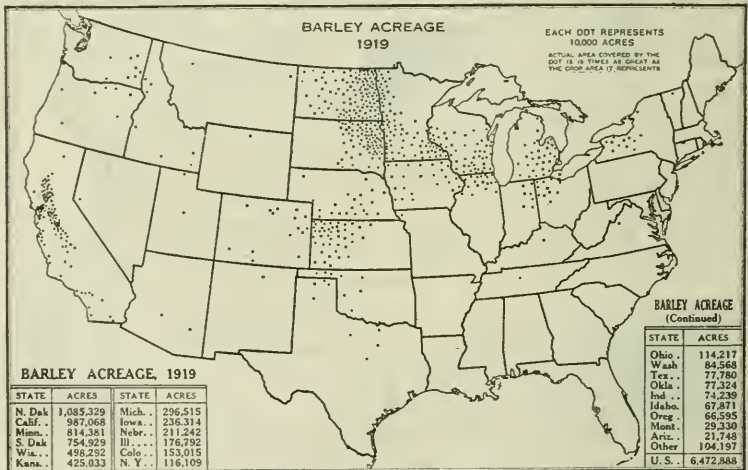 BARLEY ACREAGE
1919
EACH DOT REPRESENTS
10,000 ACRES
ACTUAL AREA COVERED BY THE
DOT IS 16 TIMES AS GREAT AS
THE CROP AREA IT REPRESENTS
BARLEY ACREAGE, 1919
STATE ACRES STATE ACRES
N. Dak 1,085,329 Mich. . 296,515
Calif. . 987,068 Iowa. . . 236,314
Minn. . 814,381 Nebr. . 211,242
S. Dak 754,929 Ill . . . . 176,792
Wis. . . 498,292 Colo . . 153,015
Kans. . 425,033 N. Y. . 116,109
BARLEY ACREAGE
(Continued)
STATE ACRES
Ohio . . 114,217
Wash 84,568
Tex. . . 77,780
Okla . 77,324
Ind . . 74,239
Idaho. 67,871
Oreg . 66,595
Mont. 29,330
Ariz. . 21,748
Other 104,197
U. S. . 6,472,888